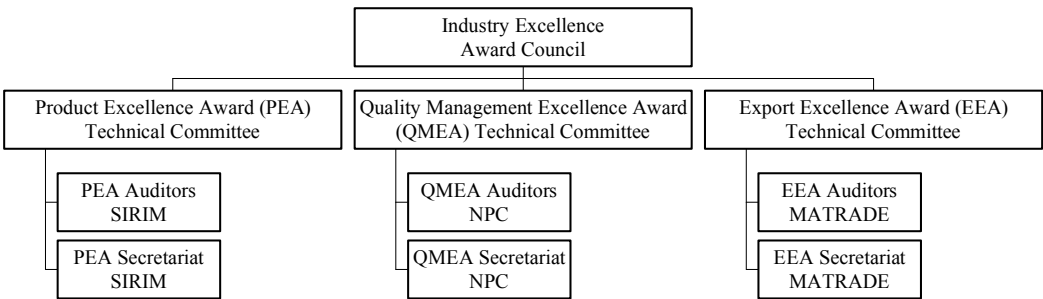 Industry Excellence
Award Council
Product Excellence Award (PEA)
Technical Committee
Quality Management Excellence Award
(QMEA) Technical Committee
Export Excellence Award (EEA)
Technical Committee
PEA Auditors
SIRIM
QMEA Auditors
NPC
EEA Auditors
MATRADE
PEA Secretariat
SIRIM
QMEA Secretariat
NPC
EEA Secretariat
MATRADE